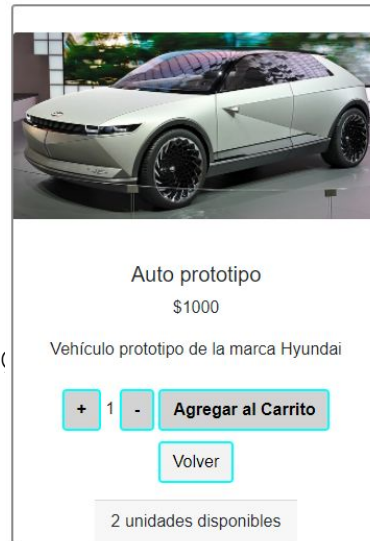 Auto prototipo
$1000
Vehículo prototipo de la marca Hyundai
+ 1 - Agregar al Carrito
Volver
2 unidades disponibles